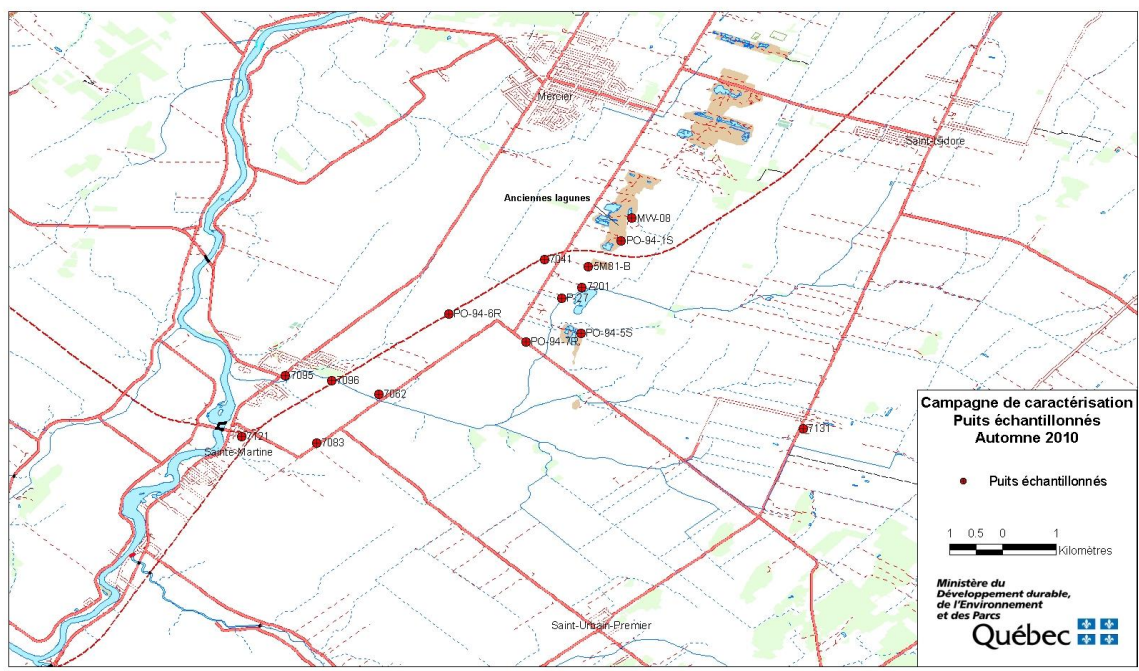 Mercier
Saint-Isidore
Anciennes lagunes
MW-08
PO-94-1S
7041
5M81-B
7201
P-27
PO-94-6R
PO-94-5S
PO-94-7R
7095
7096
7082
7131
7121
7083
Sainte-Martine
Saint-Urbain-Premier
Campagne de caractérisation
Puits échantillonnés
Automne 2010
Puits échantillonnés
1 0.5 0 1
Kilomètres
Ministère du
Développement durable,
de l'Environnement
et des Parcs
Québec